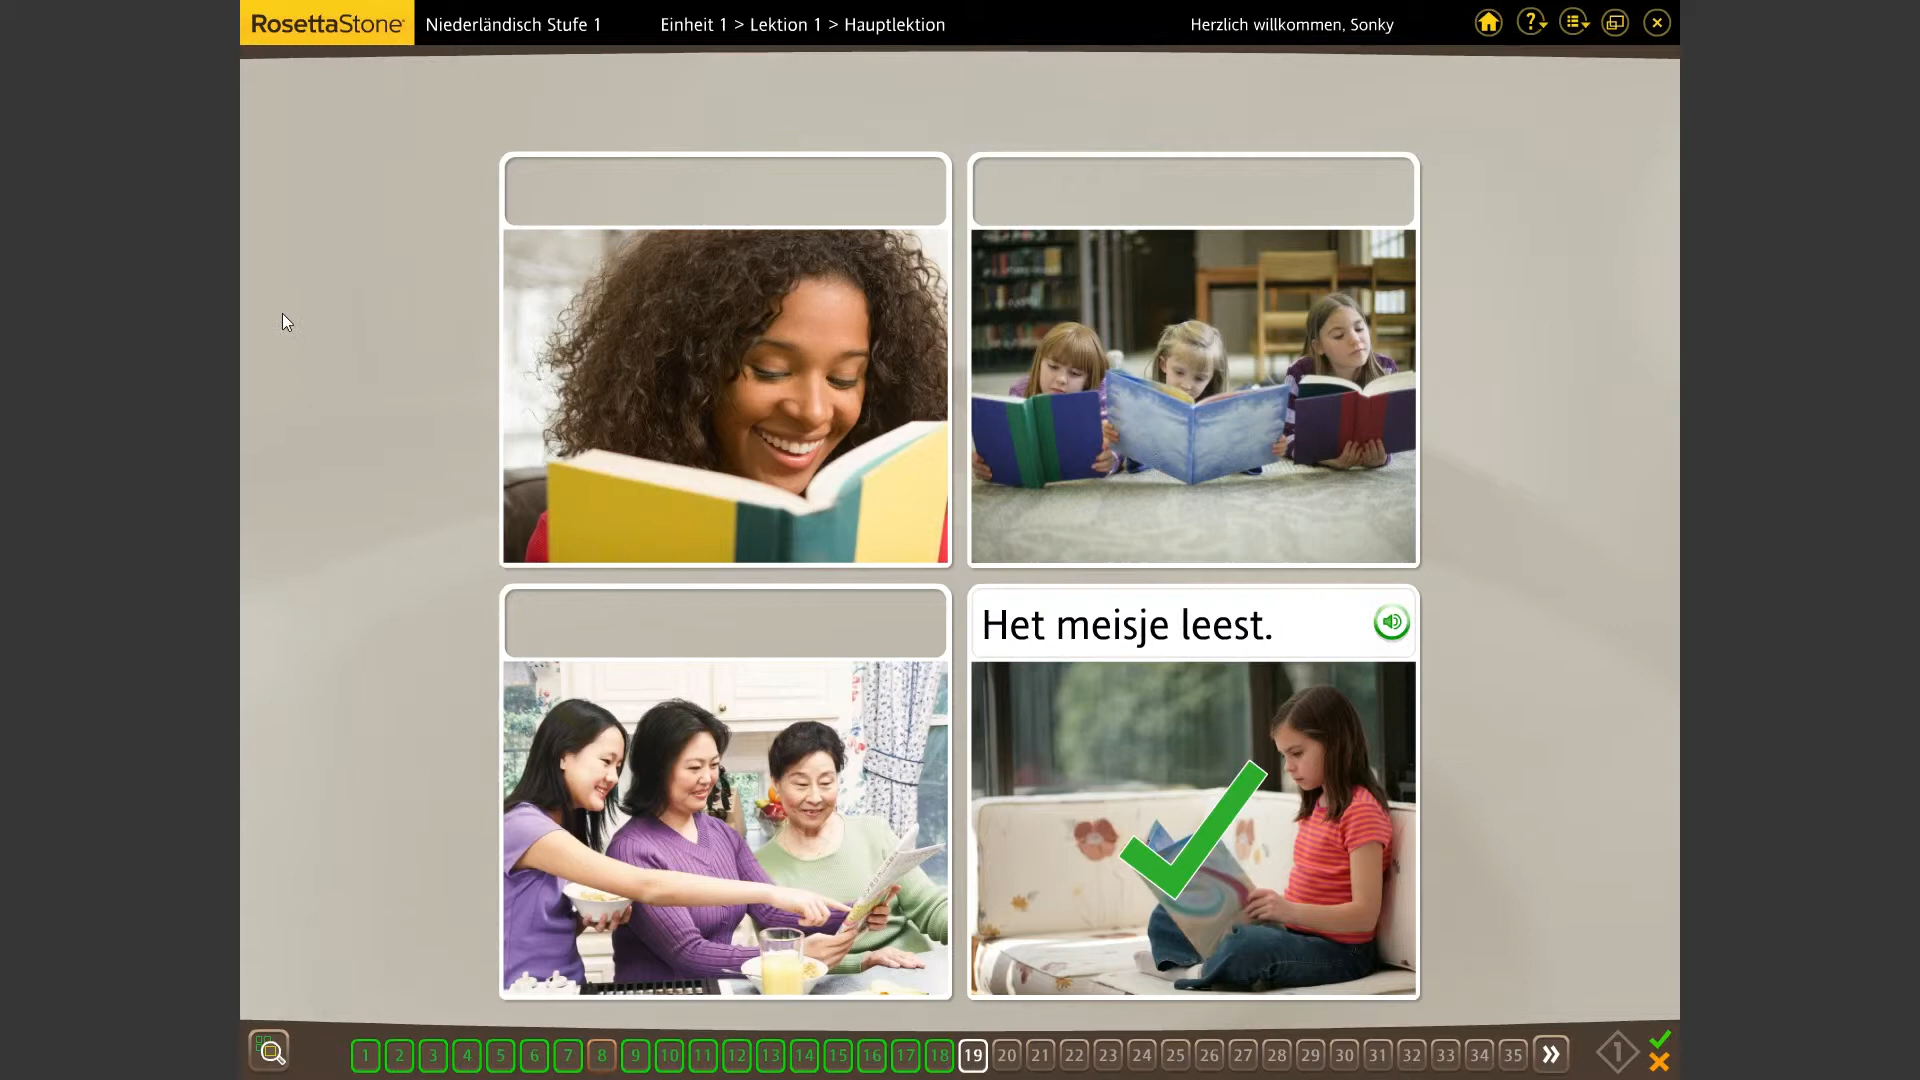 RosettaStone
Niederländisch Stufe 1
Einheit 1 > Lektion 1 > Hauptlektion
Herzlich willkommen, Sonky
Het meisje leest.
1 2 3 4 5 6 7 8 9 10 11 12 13 14 15 16 17 18 19 20 21 22 23 24 25 26 27 28 29 30 31 32 33 34 35 »
1